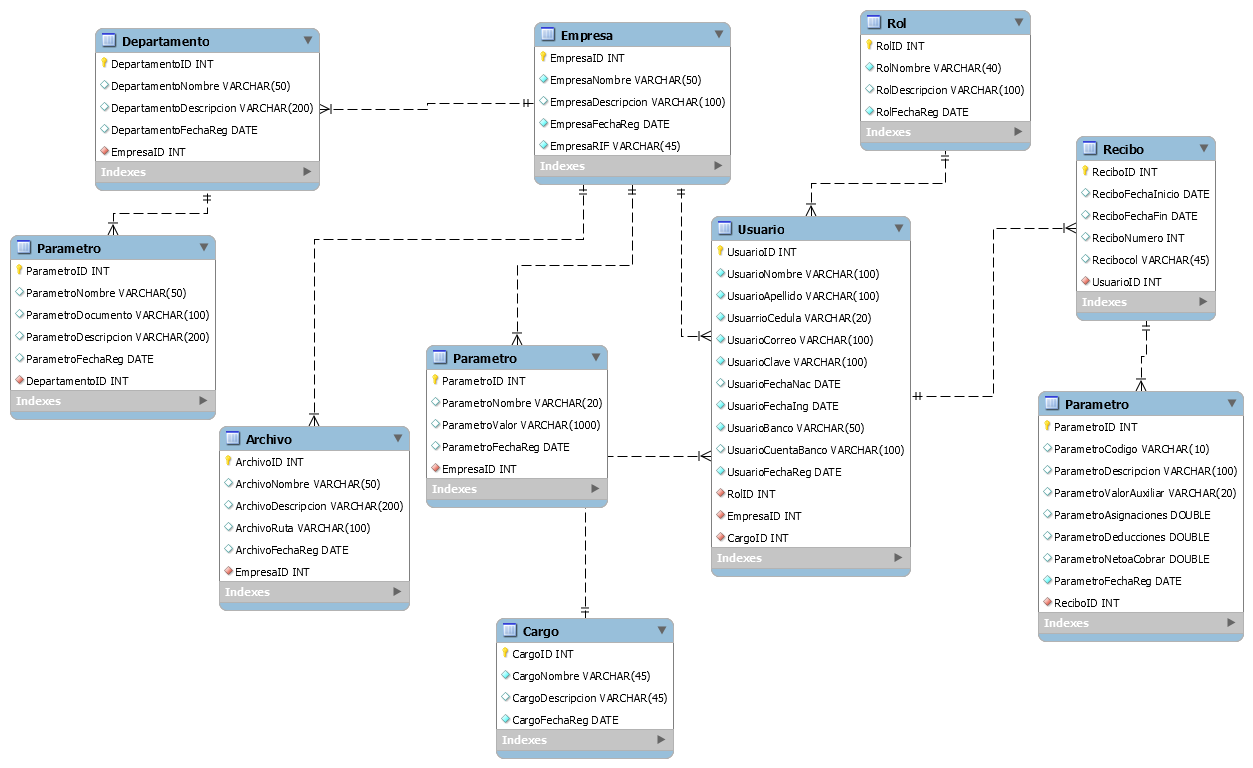 Departamento
DepartamentoID INT
DepartamentoNombre VARCHAR(50)
DepartamentoDescripcion VARCHAR(200)
DepartamentoFechaReg DATE
EmpresaID INT
Indexes
Empresa
EmpresaID INT
EmpresaNombre VARCHAR(50)
EmpresaDescripcion VARCHAR(100)
EmpresaFechaReg DATE
EmpresaRIF VARCHAR(45)
Indexes
Rol
RolID INT
RolNombre VARCHAR(40)
RolDescripcion VARCHAR(100)
RolFechaReg DATE
Indexes
Recibo
ReciboID INT
ReciboFechaInicio DATE
ReciboFechaFin DATE
ReciboNumero INT
Recibocol VARCHAR(45)
UsuarioID INT
Indexes
Parametro
ParametroID INT
ParametroNombre VARCHAR(50)
ParametroDocumento VARCHAR(100)
ParametroDescripcion VARCHAR(200)
ParametroFechaReg DATE
DepartamentoID INT
Indexes
Usuario
UsuarioID INT
UsuarioNombre VARCHAR(100)
UsuarioApellido VARCHAR(100)
UsuarrioCedula VARCHAR(20)
UsuarioCorreo VARCHAR(100)
UsuarioClave VARCHAR(100)
UsuarioFechaNac DATE
UsuarioFechaIng DATE
UsuarioBanco VARCHAR(50)
UsuarioCuentaBanco VARCHAR(100)
UsuarioFechaReg DATE
RolID INT
EmpresaID INT
CargoID INT
Indexes
Parametro
ParametroID INT
ParametroNombre VARCHAR(20)
ParametroValor VARCHAR(1000)
ParametroFechaReg DATE
EmpresaID INT
Indexes
Archivo
ArchivoID INT
ArchivoNombre VARCHAR(50)
ArchivoDescripcion VARCHAR(200)
ArchivoRuta VARCHAR(100)
ArchivoFechaReg DATE
EmpresaID INT
Indexes
Parametro
ParametroID INT
ParametroCodigo VARCHAR(10)
ParametroDescripcion VARCHAR(100)
ParametroValorAuxiliar VARCHAR(20)
ParametroAsignaciones DOUBLE
ParametroDeducciones DOUBLE
ParametroNetoaCobrar DOUBLE
ParametroFechaReg DATE
ReciboID INT
Indexes
Cargo
CargoID INT
CargoNombre VARCHAR(45)
CargoDescripcion VARCHAR(45)
CargoFechaReg DATE
Indexes